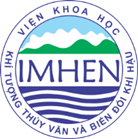 VIỆN KHOA HỌC
IMHEN
KHÍ TƯỢNG THỦY VĂN VÀ BIẾN ĐỔI KHÍ HẬU